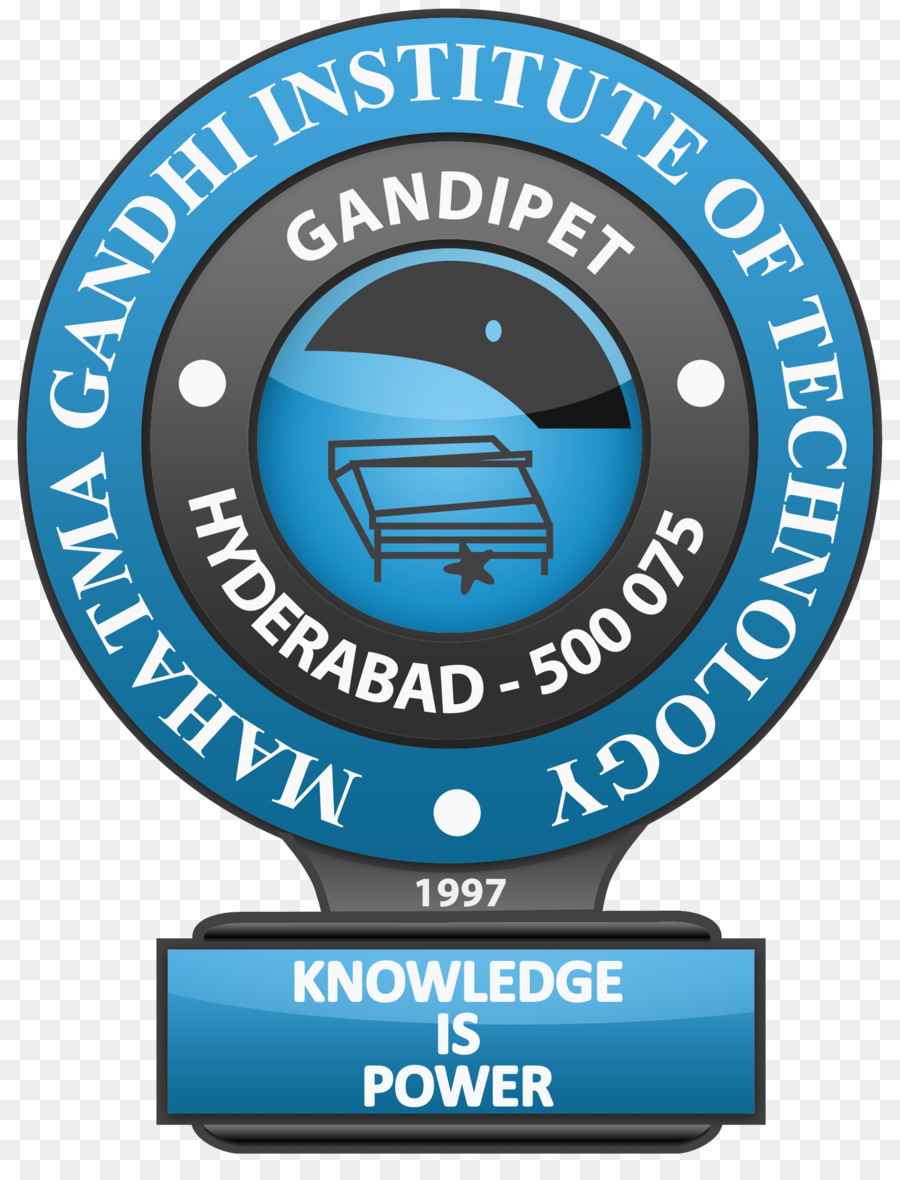 MAHATMA GANDHI INSTITUTE OF TECHNOLOGY
GANDIPET
HYDERABAD - 500 075
1997
KNOWLEDGE
IS
POWER